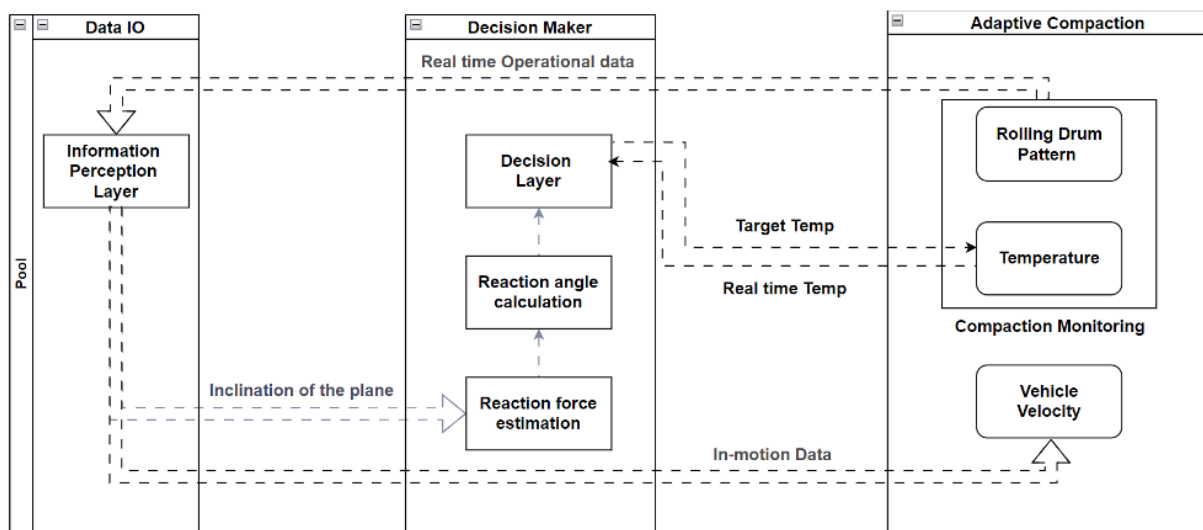 Pool
Data IO
Decision Maker
Adaptive Compaction
Real time Operational data
Information
Perception
Layer
Decision
Layer
Rolling Drum
Pattern
Target Temp
Temperature
Real time Temp
Reaction angle
calculation
Compaction Monitoring
Inclination of the plane
Reaction force
estimation
Vehicle
Velocity
In-motion Data